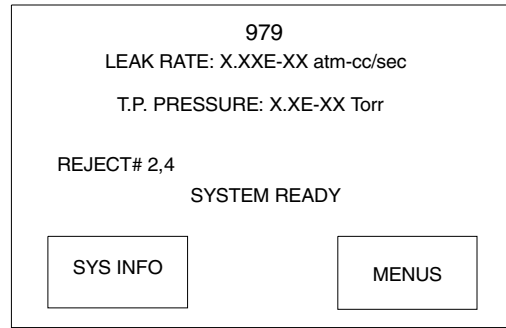 979
LEAK RATE: X.XXE-XX atm-cc/sec
T.P. PRESSURE: X.XE-XX Torr
REJECT# 2,4
SYSTEM READY
SYS INFO
MENUS